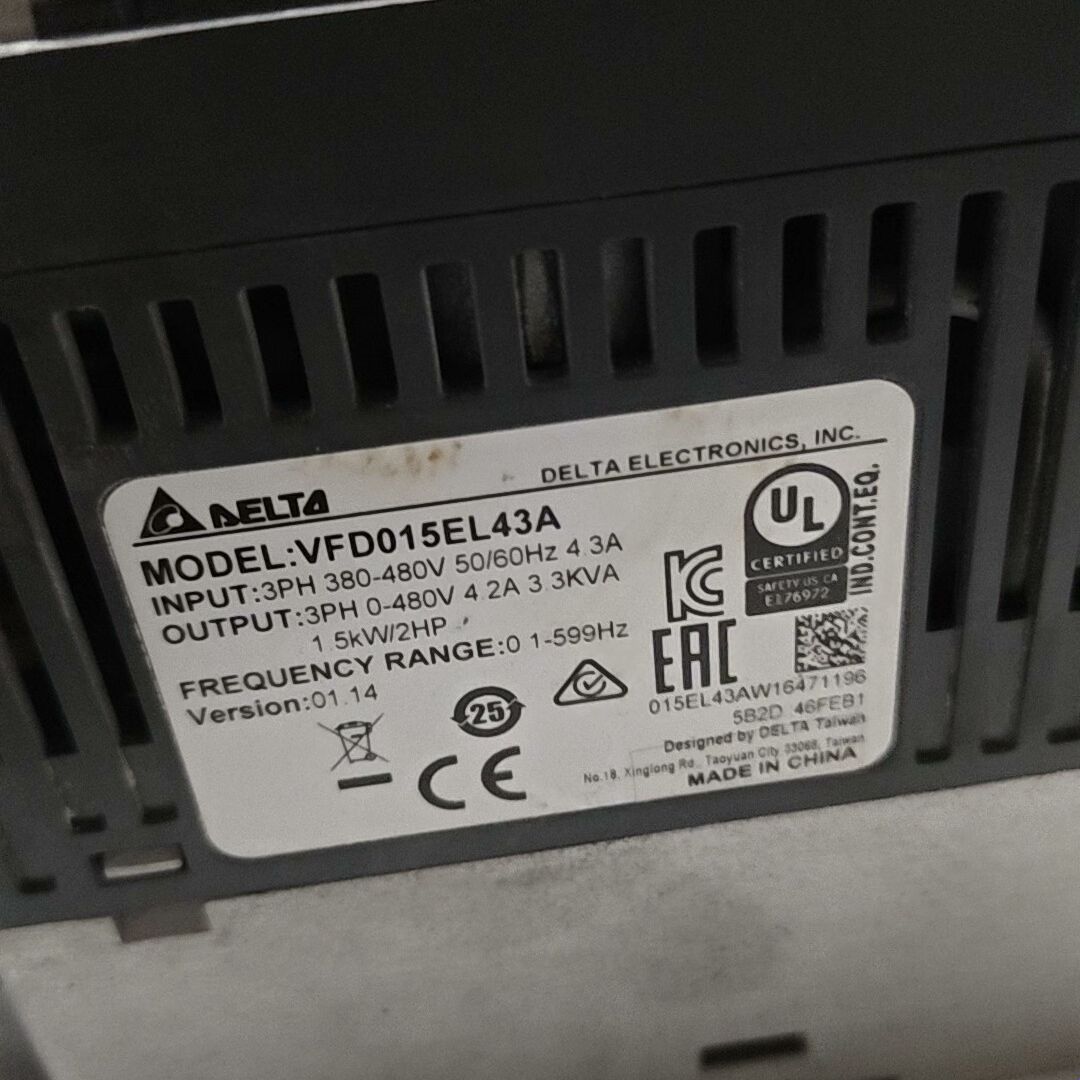 DELTA
DELTA ELECTRONICS, INC.
MODEL:VFD015EL43A
INPUT:3PH 380-480V 50/60Hz 4.3A
OUTPUT:3PH 0-480V 4.2A 3.3KVA
1.5kW/2HP
FREQUENCY RANGE:0.1-599Hz
Version:01.14
25
CE
UL
CERTIFIED
SAFETY US CA
E176972
IND.CONT.EQ.
KC
EAC
015EL43AW16471196
5B2D 46FEB1
Designed by DELTA Taiwan
No.18, Xinglong Rd., Taoyuan City 33068, Taiwan
MADE IN CHINA